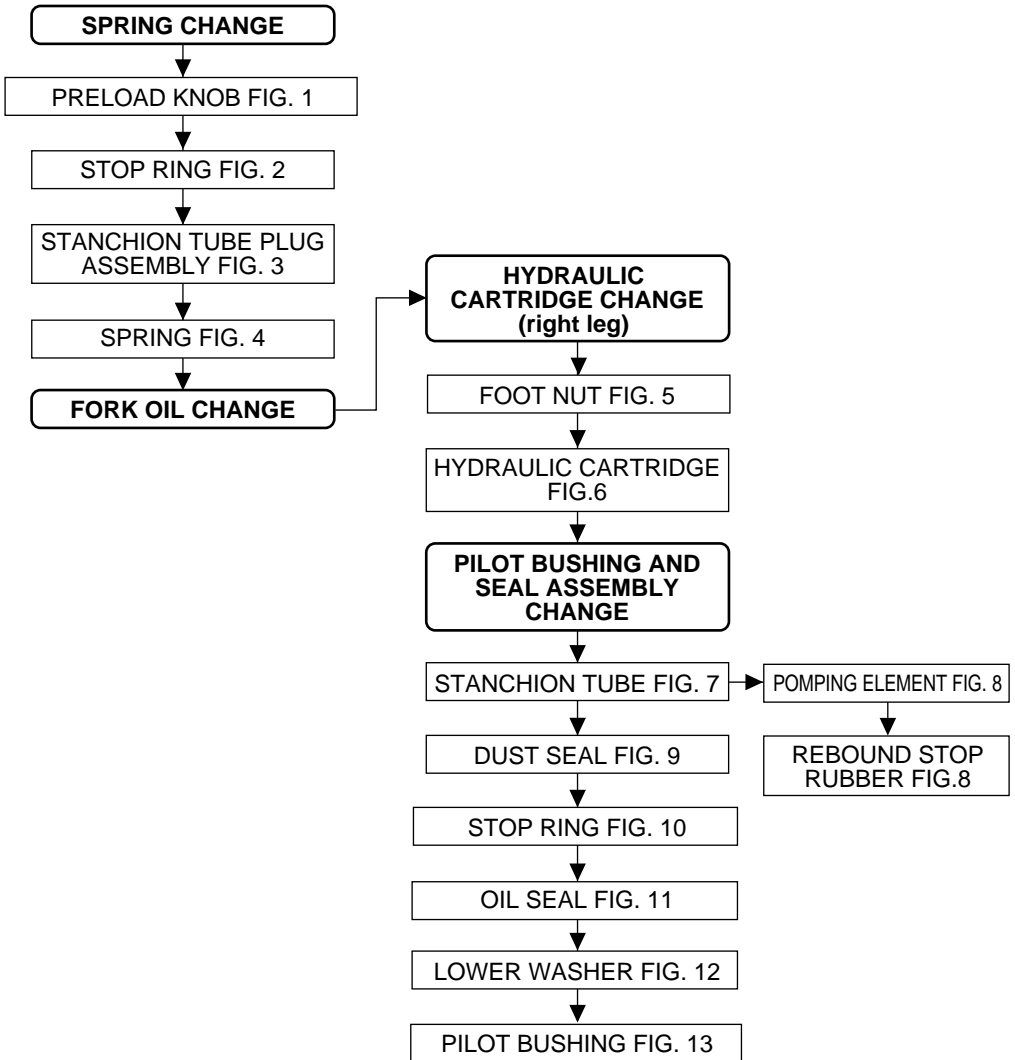 SPRING CHANGE
PRELOAD KNOB FIG. 1
STOP RING FIG. 2
STANCHION TUBE PLUG
ASSEMBLY FIG. 3
SPRING FIG. 4
FORK OIL CHANGE
HYDRAULIC
CARTRIDGE CHANGE
(right leg)
FOOT NUT FIG. 5
HYDRAULIC CARTRIDGE
FIG.6
PILOT BUSHING AND
SEAL ASSEMBLY
CHANGE
STANCHION TUBE FIG. 7
POMPING ELEMENT FIG. 8
REBOUND STOP
RUBBER FIG.8
DUST SEAL FIG. 9
STOP RING FIG. 10
OIL SEAL FIG. 11
LOWER WASHER FIG. 12
PILOT BUSHING FIG. 13